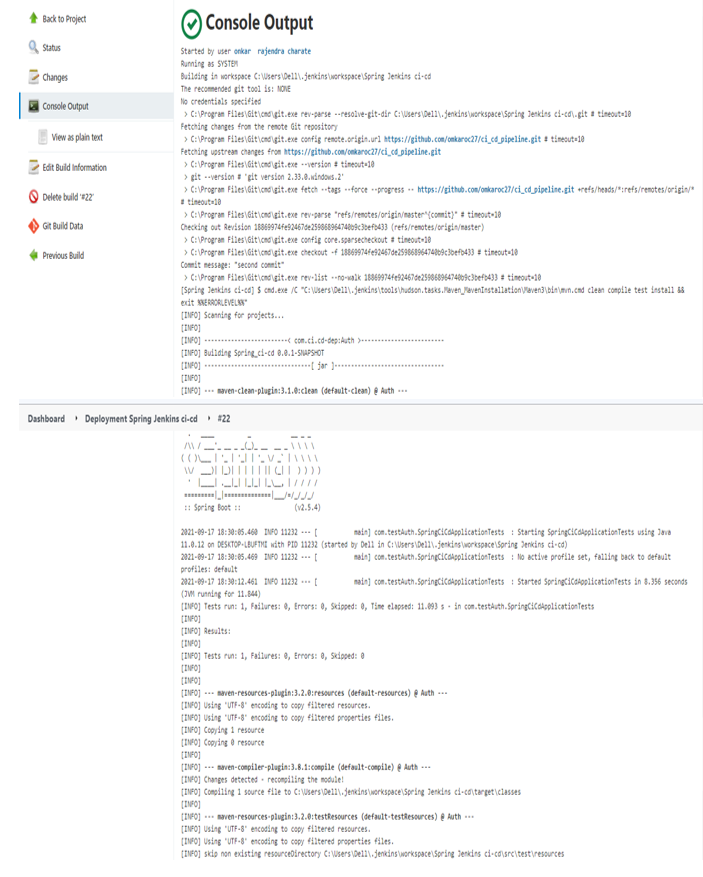 Back to Project
Status
Changes
Console Output
View as plain text
Edit Build Information
Delete build '#22'
Git Build Data
Previous Build
Console Output
Started by user onkar rajendra charate
Running as SYSTEM
Building in workspace C:\Users\Dell\.jenkins\workspace\Spring Jenkins ci-cd
The recommended git tool is: NONE
No credentials specified
> C:\Program Files\Git\cmd\git.exe rev-parse --resolve-git-dir C:\Users\Dell\.jenkins\workspace\Spring Jenkins ci-cd\.git # timeout=10
Fetching changes from the remote Git repository
> C:\Program Files\Git\cmd\git.exe config remote.origin.url https://github.com/omkaroc27/ci_cd_pipeline.git # timeout=10
Fetching upstream changes from https://github.com/omkaroc27/ci_cd_pipeline.git
> C:\Program Files\Git\cmd\git.exe --version # timeout=10
> git --version # 'git version 2.33.0.windows.2'
> C:\Program Files\Git\cmd\git.exe fetch --tags --force --progress -- https://github.com/omkaroc27/ci_cd_pipeline.git +refs/heads/*:refs/remotes/origin/*
# timeout=10
> C:\Program Files\Git\cmd\git.exe rev-parse "refs/remotes/origin/master^{commit}" # timeout=10
Checking out Revision 18869974fe92467de259868964740b9c3befb433 (refs/remotes/origin/master)
> C:\Program Files\Git\cmd\git.exe config core.sparsecheckout # timeout=10
> C:\Program Files\Git\cmd\git.exe checkout -f 18869974fe92467de259868964740b9c3befb433 # timeout=10
Commit message: "second commit"
> C:\Program Files\Git\cmd\git.exe rev-list --no-walk 18869974fe92467de259868964740b9c3befb433 # timeout=10
[Spring Jenkins ci-cd] $ cmd.exe /C "C:\Users\Dell\.jenkins\tools\hudson.tasks.Maven_MavenInstallation\Maven3\bin\mvn.cmd clean compile test install &&
exit %%ERRORLEVEL%%"
[INFO] Scanning for projects...
[INFO]
[INFO] ------------------------< com.ci.cd-dep:Auth >------------------------
[INFO] Building Spring_ci-cd 0.0.1-SNAPSHOT
[INFO] --------------------------------[ jar ]---------------------------------
[INFO]
[INFO] --- maven-clean-plugin:3.1.0:clean (default-clean) @ Auth ---
Dashboard
Deployment Spring Jenkins ci-cd
#22
:: Spring Boot :: (v2.5.4)
2021-09-17 18:30:05.460 INFO 11232 --- [ main] com.testAuth.SpringCiCdApplicationTests : Starting SpringCiCdApplicationTests using Java
11.0.12 on DESKTOP-LBUFTMI with PID 11232 (started by Dell in C:\Users\Dell\.jenkins\workspace\Spring Jenkins ci-cd)
2021-09-17 18:30:05.469 INFO 11232 --- [ main] com.testAuth.SpringCiCdApplicationTests : No active profile set, falling back to default
profiles: default
2021-09-17 18:30:12.461 INFO 11232 --- [ main] com.testAuth.SpringCiCdApplicationTests : Started SpringCiCdApplicationTests in 8.356 seconds
(JVM running for 11.844)
[INFO] Tests run: 1, Failures: 0, Errors: 0, Skipped: 0, Time elapsed: 11.093 s - in com.testAuth.SpringCiCdApplicationTests
[INFO]
[INFO] Results:
[INFO]
[INFO] Tests run: 1, Failures: 0, Errors: 0, Skipped: 0
[INFO]
[INFO]
[INFO] --- maven-resources-plugin:3.2.0:resources (default-resources) @ Auth ---
[INFO] Using 'UTF-8' encoding to copy filtered resources.
[INFO] Using 'UTF-8' encoding to copy filtered properties files.
[INFO] Copying 1 resource
[INFO] Copying 0 resource
[INFO]
[INFO] --- maven-compiler-plugin:3.8.1:compile (default-compile) @ Auth ---
[INFO] Changes detected - recompiling the module!
[INFO] Compiling 1 source file to C:\Users\Dell\.jenkins\workspace\Spring Jenkins ci-cd\target\classes
[INFO]
[INFO] --- maven-resources-plugin:3.2.0:testResources (default-testResources) @ Auth ---
[INFO] Using 'UTF-8' encoding to copy filtered resources.
[INFO] Using 'UTF-8' encoding to copy filtered properties files.
[INFO] skip non existing resourceDirectory C:\Users\Dell\.jenkins\workspace\Spring Jenkins ci-cd\src\test\resources